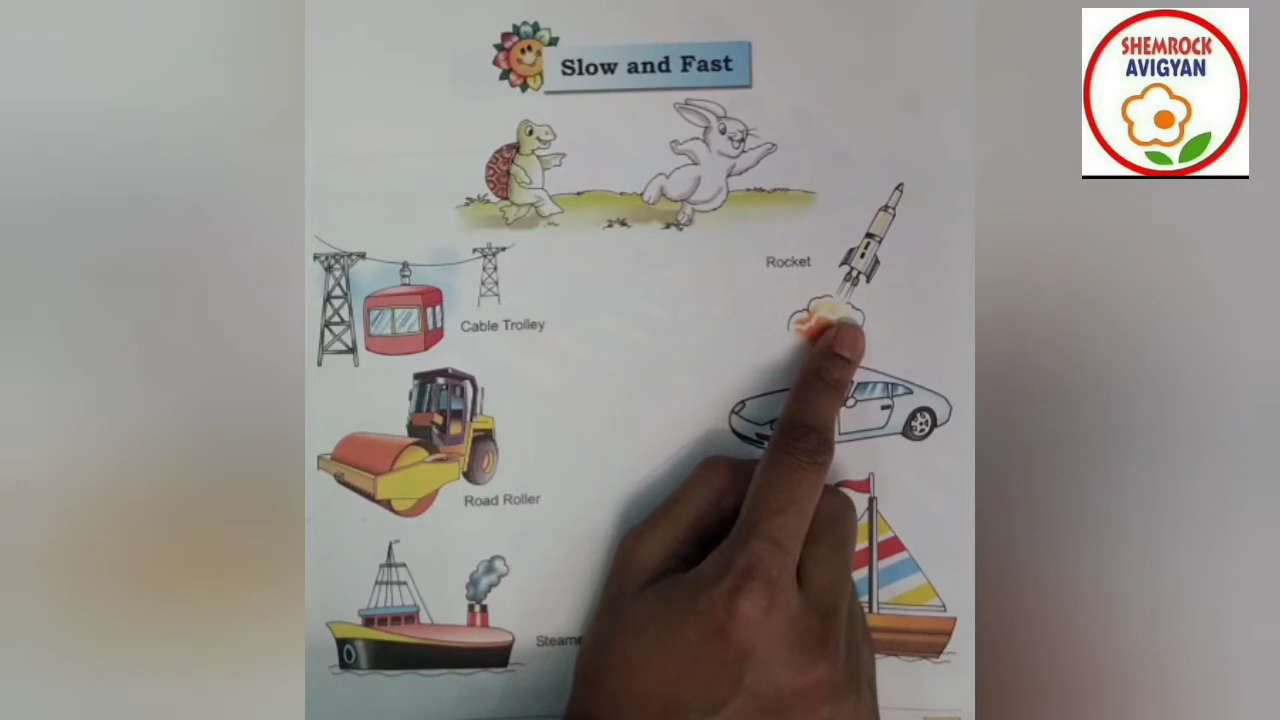 SHEMROCK
AVIGYAN
Slow and Fast
Rocket
Cable Trolley
Road Roller